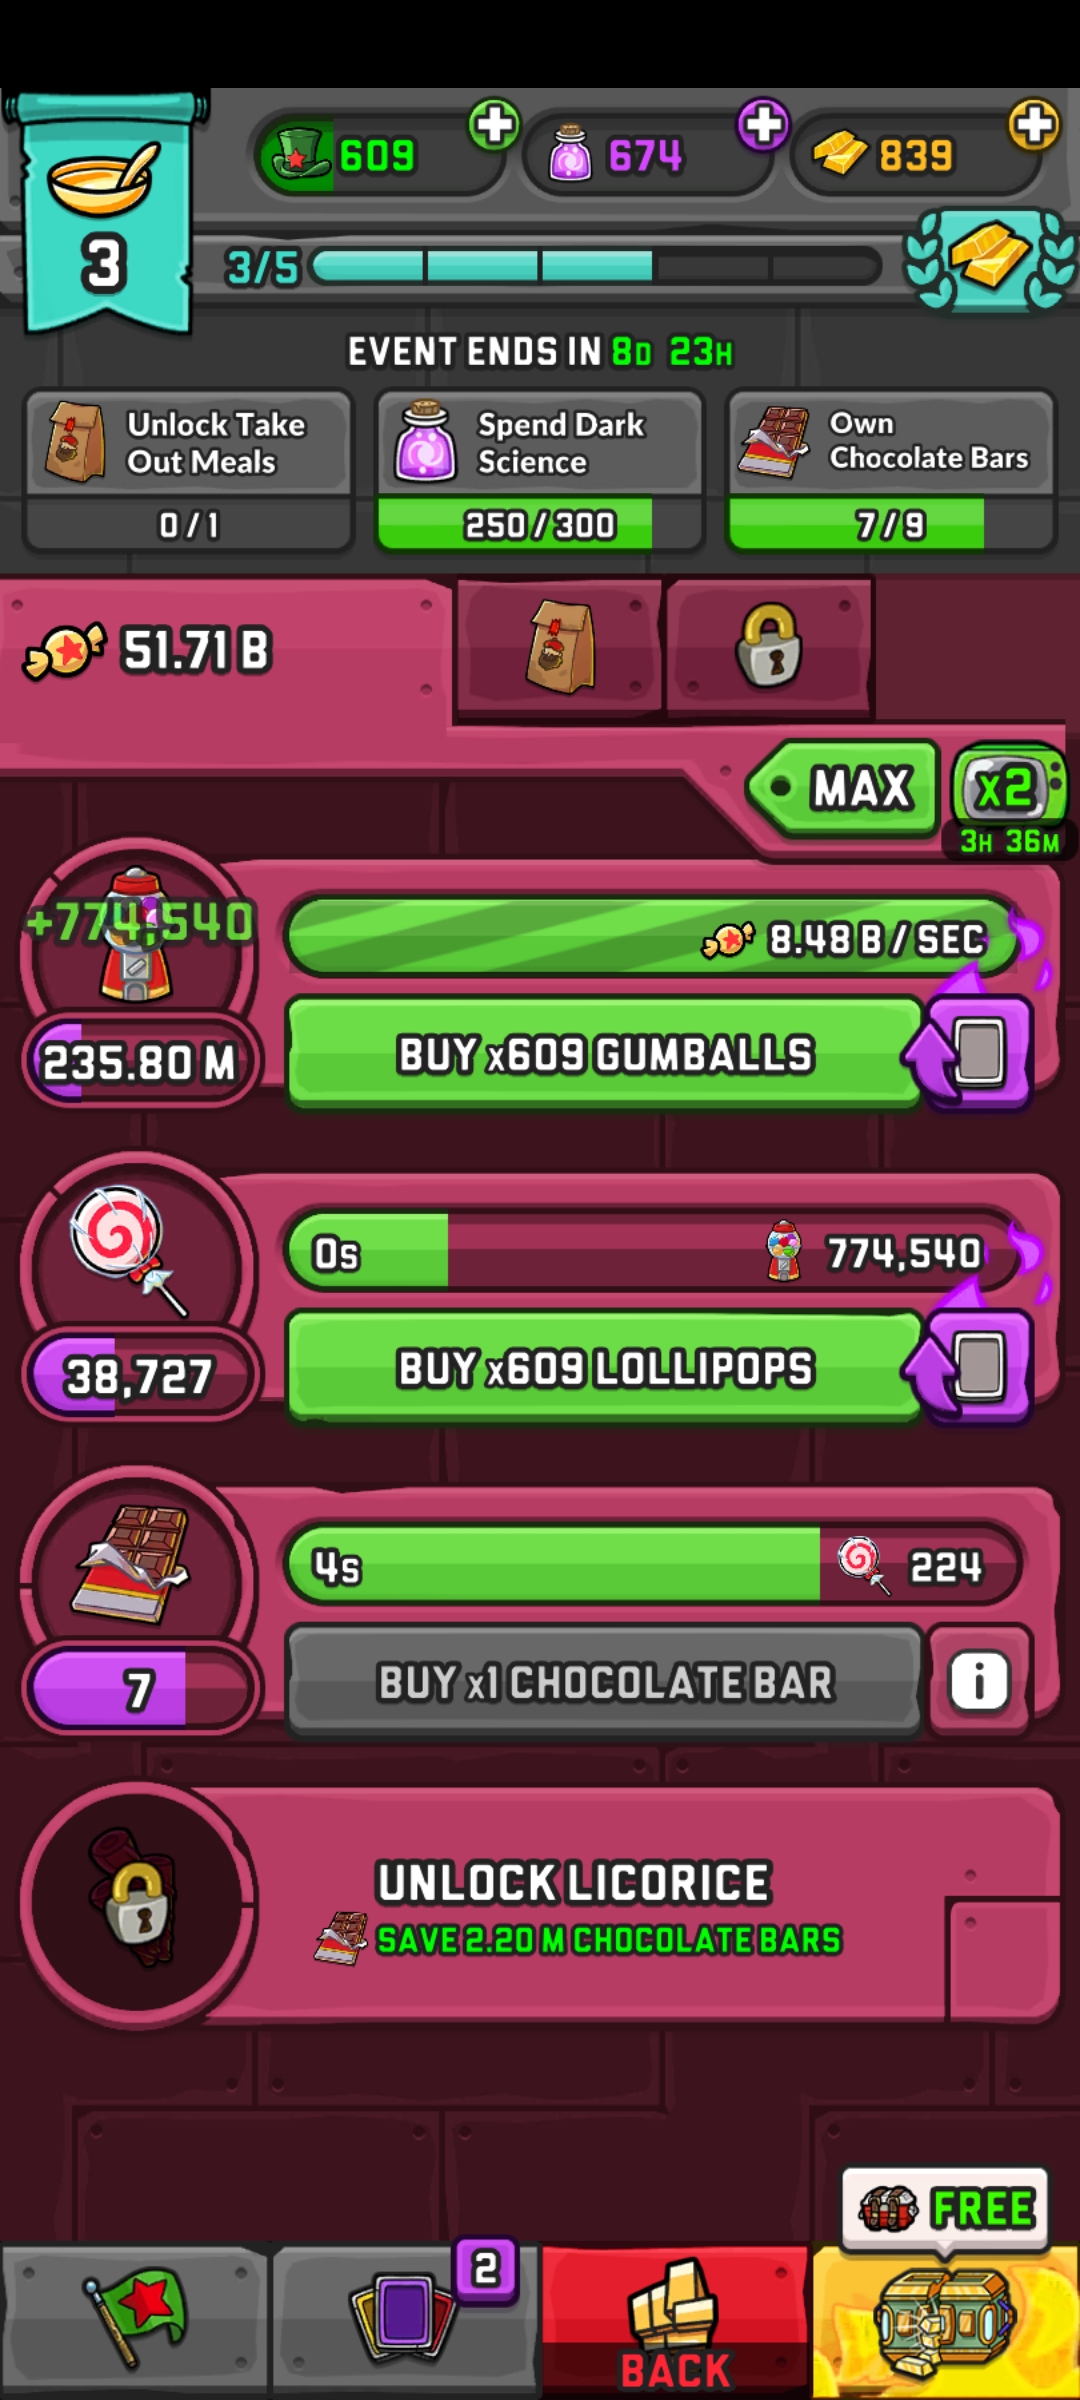 609
674
839
3
3/5
EVENT ENDS IN 8D 23H
Unlock Take
Out Meals
0/1
Spend Dark
Science
250/300
Own
Chocolate Bars
7/9
51.71 B
MAX
x2
3H 36M
+774,540
8.48 B / SEC
235.80 M
BUY x609 GUMBALLS
0s
774,540
38,727
BUY x609 LOLLIPOPS
4s
224
7
BUY x1 CHOCOLATE BAR
i
UNLOCK LICORICE
SAVE 2.20 M CHOCOLATE BARS
FREE
2
BACK